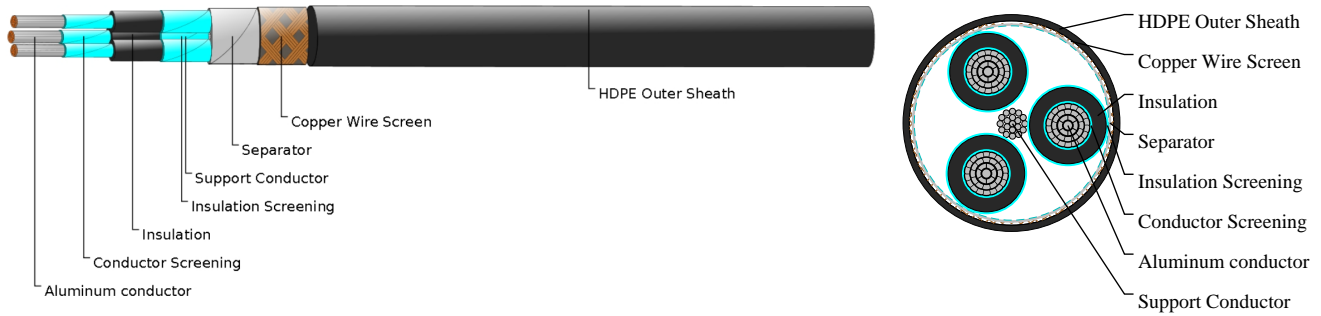 HDPE Outer Sheath
Copper Wire Screen
Separator
Support Conductor
Insulation Screening
Insulation
Conductor Screening
Aluminum conductor
HDPE Outer Sheath
Copper Wire Screen
Insulation
Separator
Insulation Screening
Conductor Screening
Aluminum conductor
Support Conductor